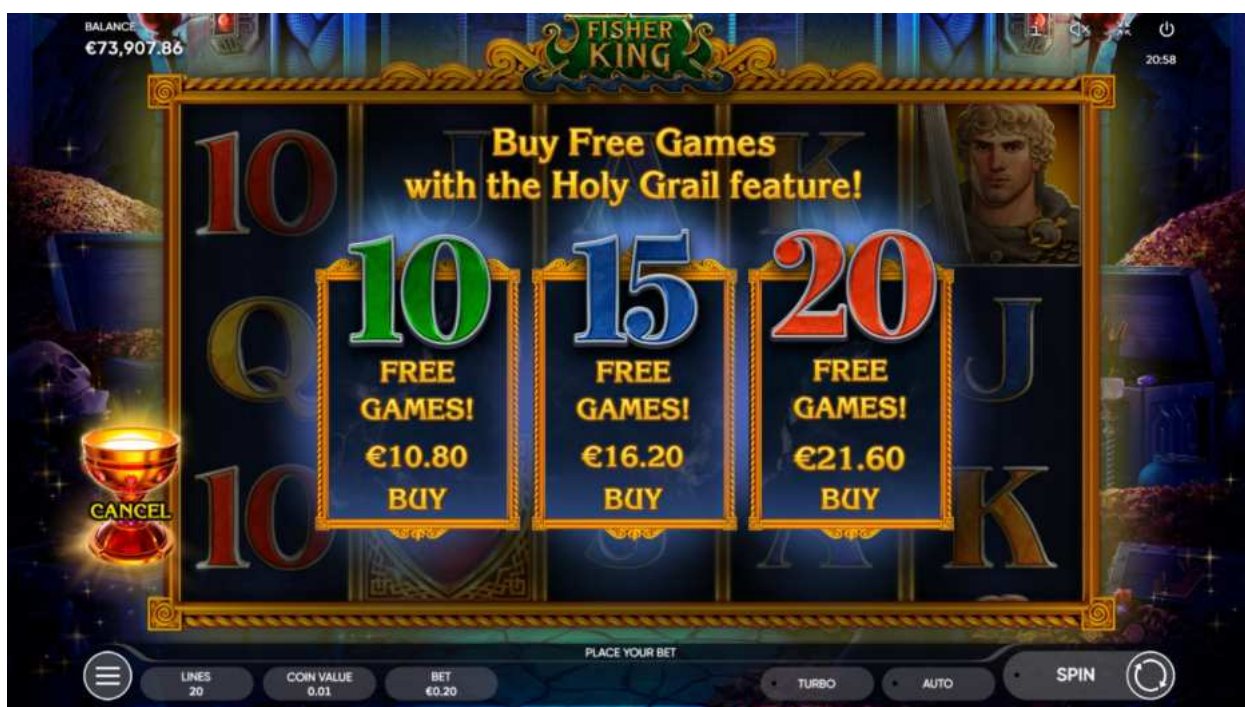 BALANCE
€73,907.86
FISHER
KING
20:58
Buy Free Games
with the Holy Grail feature!
10
J
A
K
10
FREE
GAMES!
€10.80
BUY
15
FREE
GAMES!
€16.20
BUY
20
FREE
GAMES!
€21.60
BUY
Q
J
CANCEL
10
J
A
K
PLACE YOUR BET
LINES
20
COIN VALUE
0.01
BET
€0.20
TURBO
AUTO
SPIN